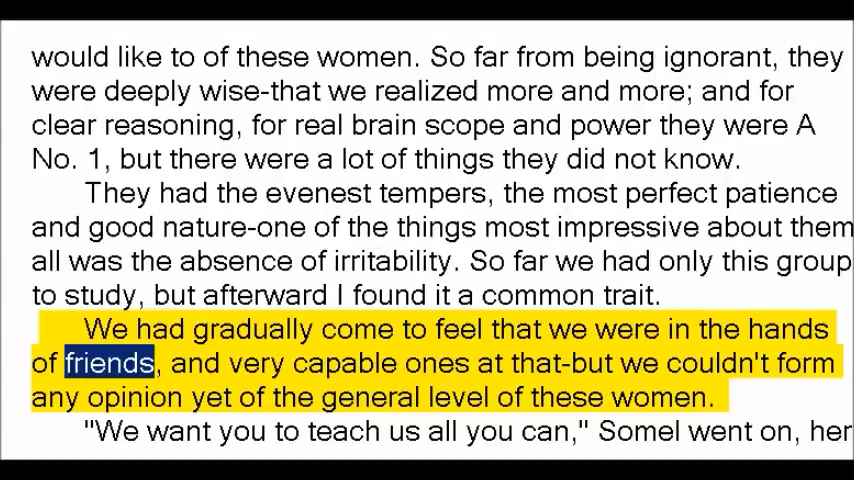 would like to of these women. So far from being ignorant, they
were deeply wise-that we realized more and more; and for
clear reasoning, for real brain scope and power they were A
No. 1, but there were a lot of things they did not know.
They had the evenest tempers, the most perfect patience
and good nature-one of the things most impressive about them
all was the absence of irritability. So far we had only this group
to study, but afterward I found it a common trait.
We had gradually come to feel that we were in the hands
of friends, and very capable ones at that-but we couldn't form
any opinion yet of the general level of these women.
"We want you to teach us all you can," Somel went on, her